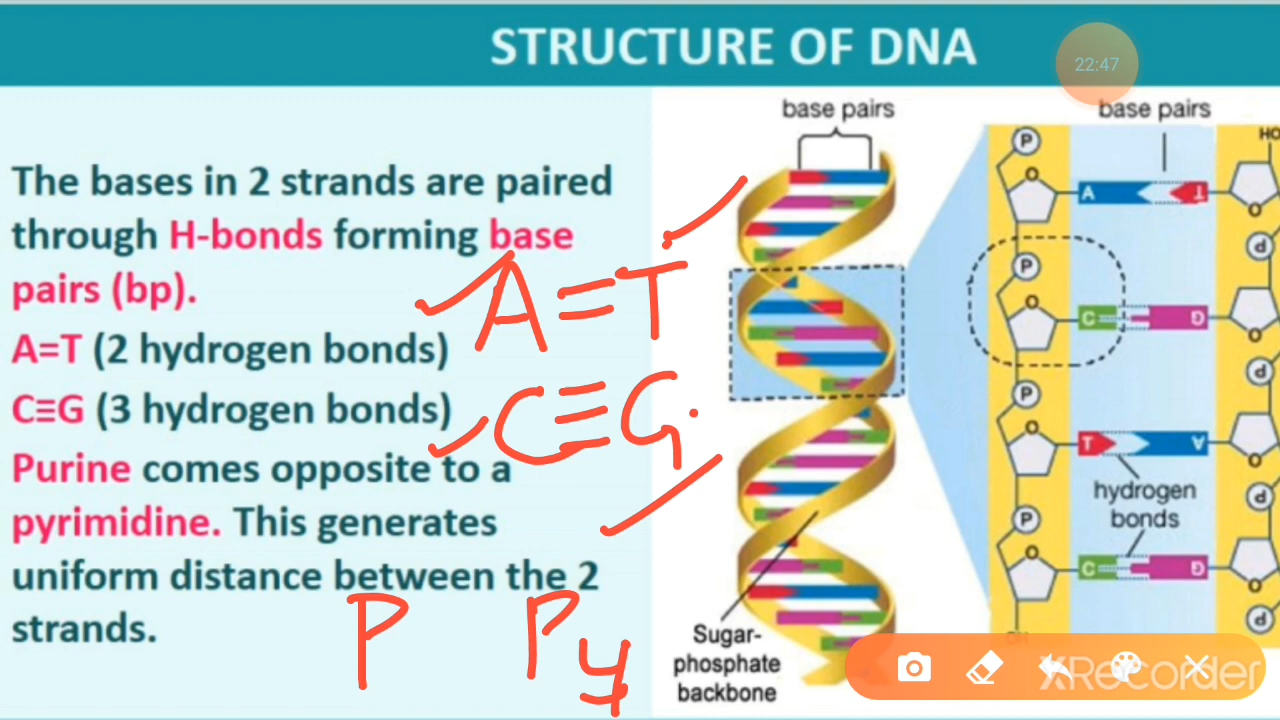 STRUCTURE OF DNA
22:47
The bases in 2 strands are paired
through H-bonds forming base
pairs (bp).
A=T (2 hydrogen bonds)
C≡G (3 hydrogen bonds)
Purine comes opposite to a
pyrimidine. This generates
uniform distance between the 2
strands.
A=T
C≡G
P Py
base pairs
Sugar-
phosphate
backbone
base pairs
P
O
A T
O
HO
P
P
O
C G
O
P
P
O
T A
O
hydrogen
bonds
P
P
O
C G
O
P
OH
XRecorder